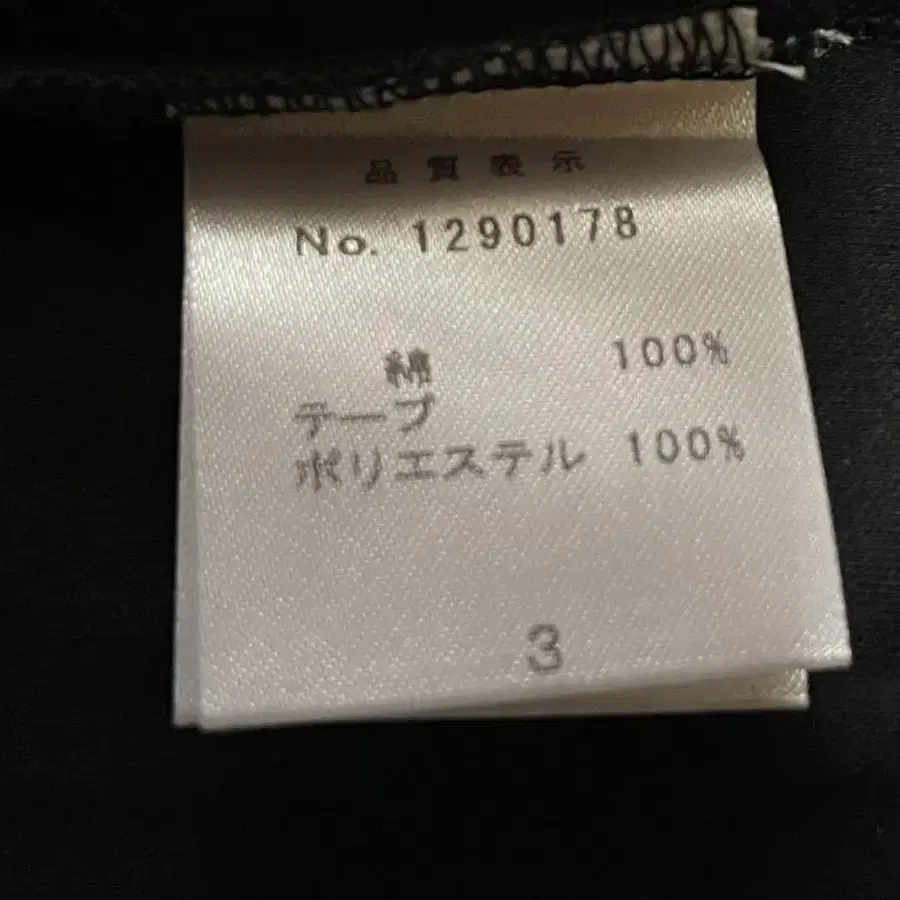 品質表示
No. 1290178
綿 100%
テープ
ポリエステル 100%
3